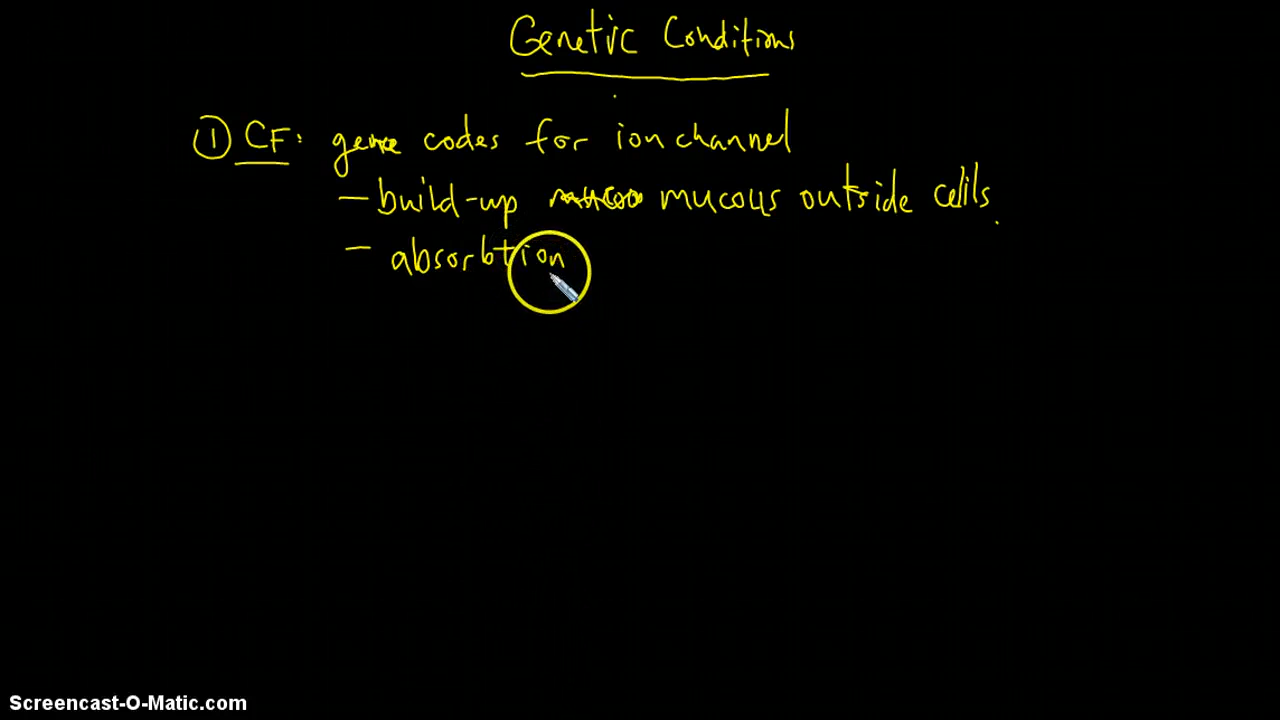 Genetic Conditions
① CF: gene codes for ion channel
— build-up mucous outside cells.
— absorbtion
Screencast-O-Matic.com